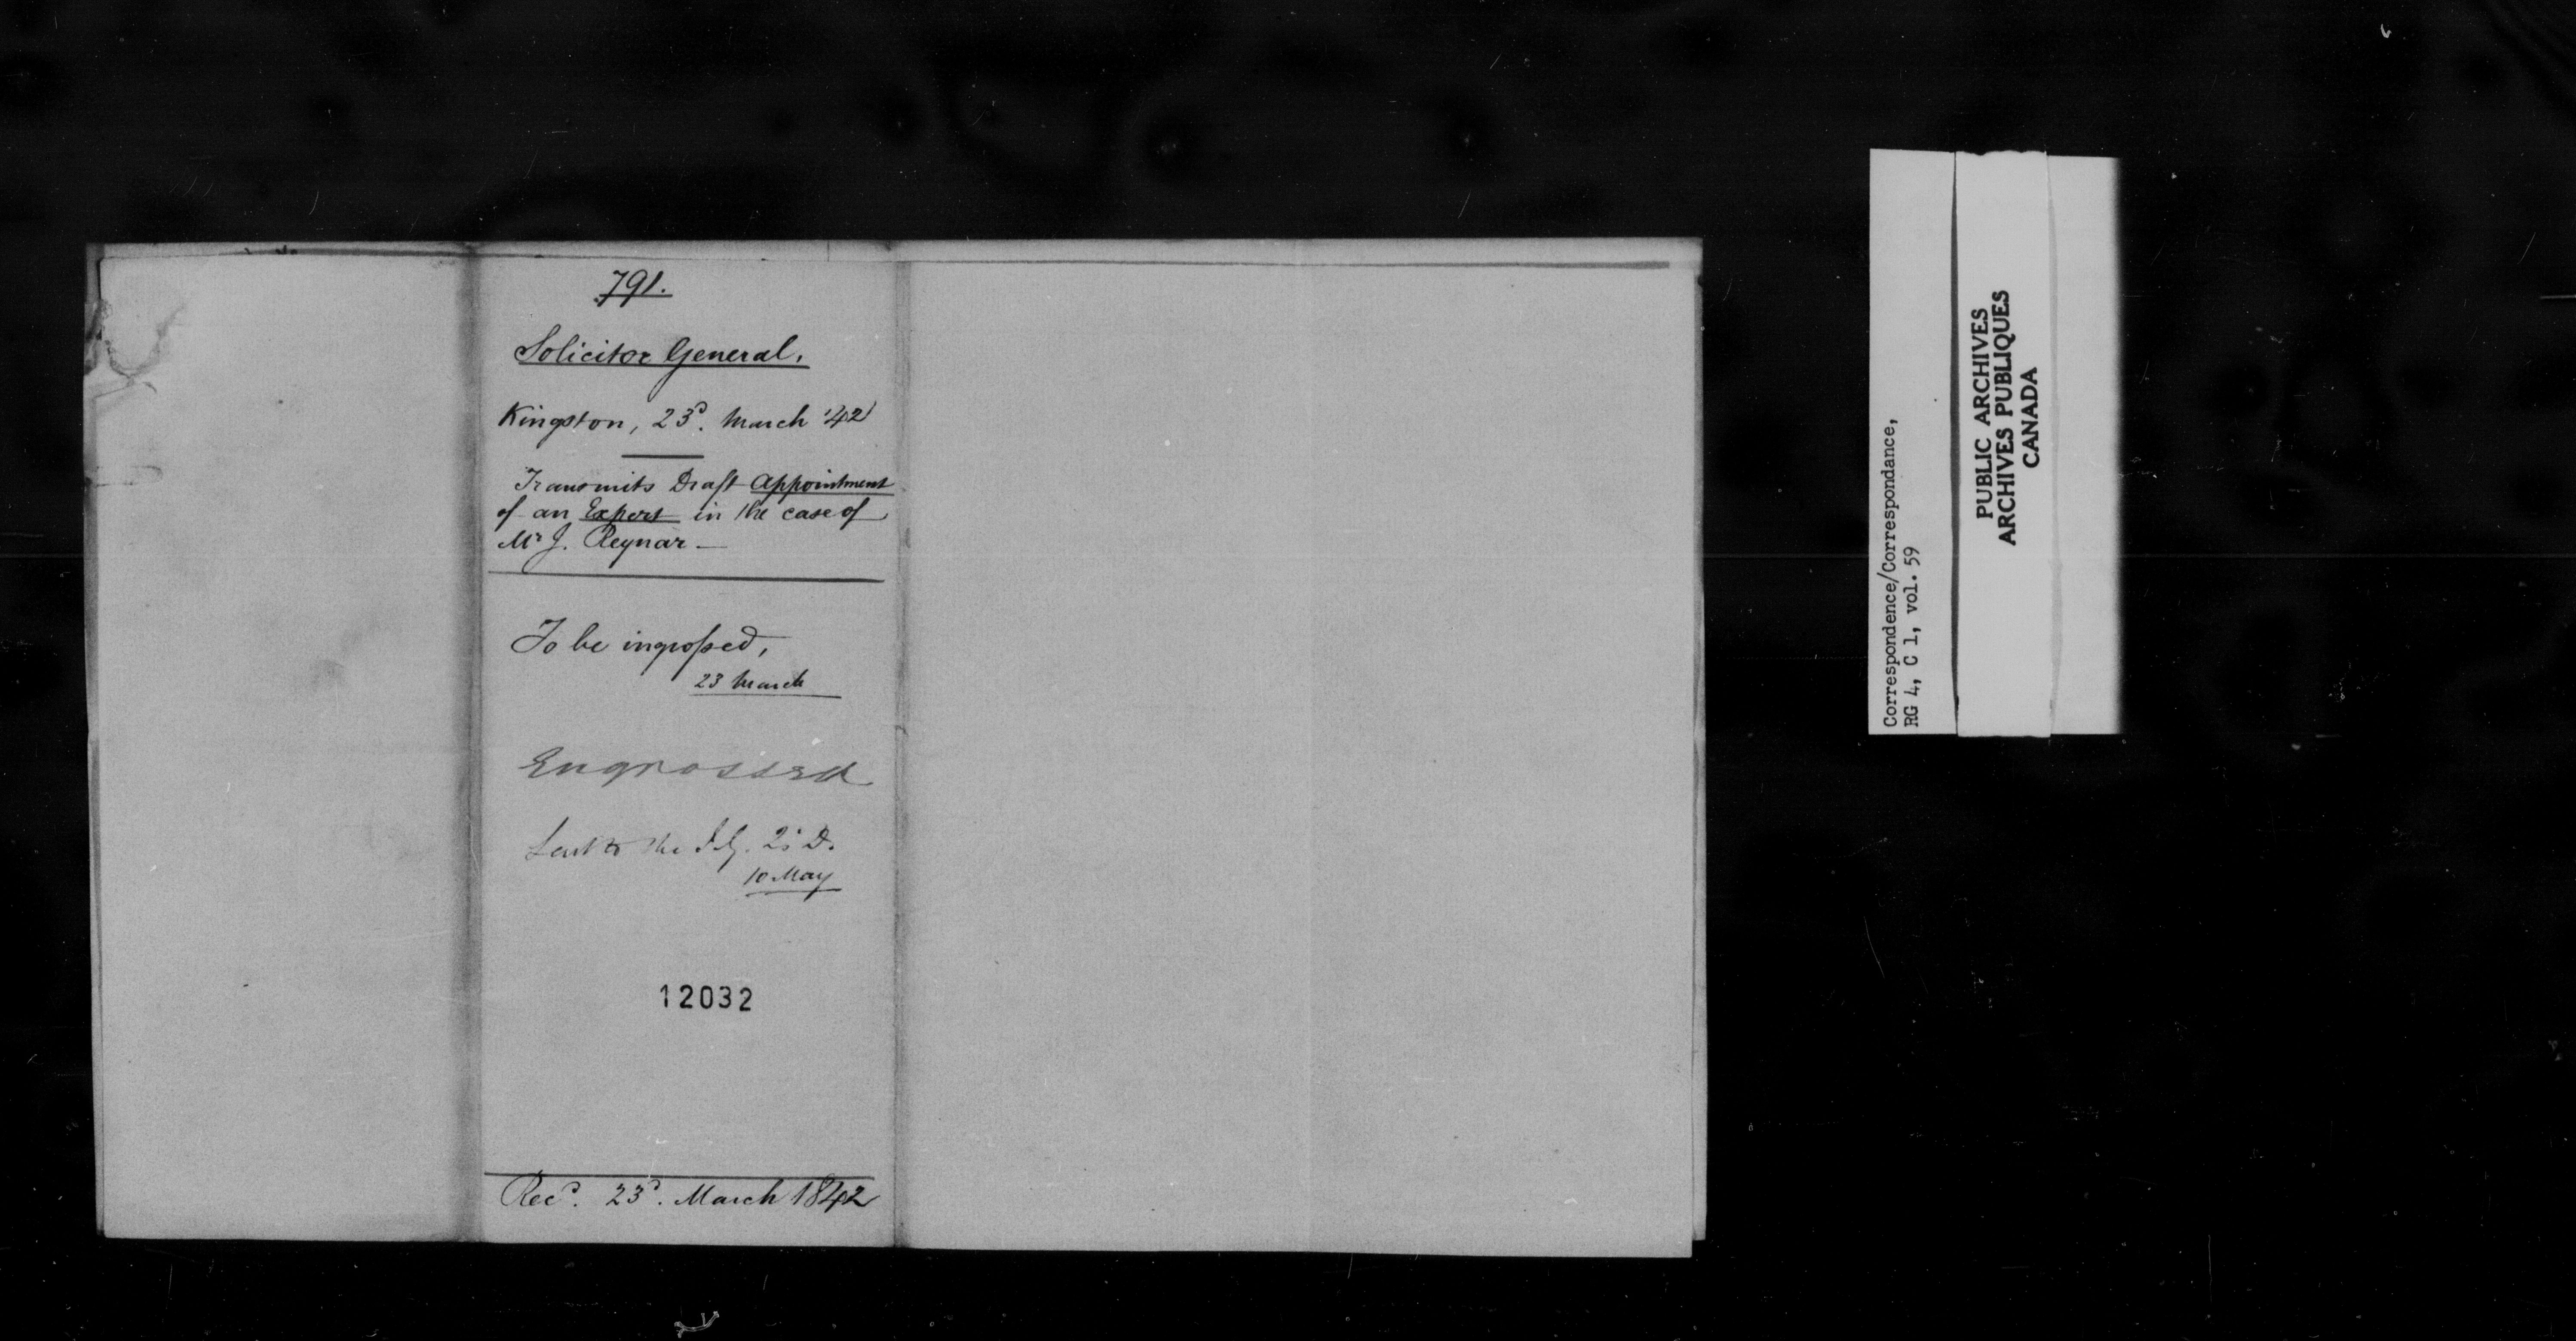 791.
Solicitor General.
Kingston, 23d. March '42
Transmits Draft Appointment
of an Expert in the case of
Mr J. Reynar —
To be ingrossed,
23 March
Engrossed
Sent to the S.G. 2's D.
10 May
12032
Recd. 23d. March 1842
Correspondence/Correspondance,
RG 4, C 1, vol. 59
PUBLIC ARCHIVES
ARCHIVES PUBLIQUES
CANADA